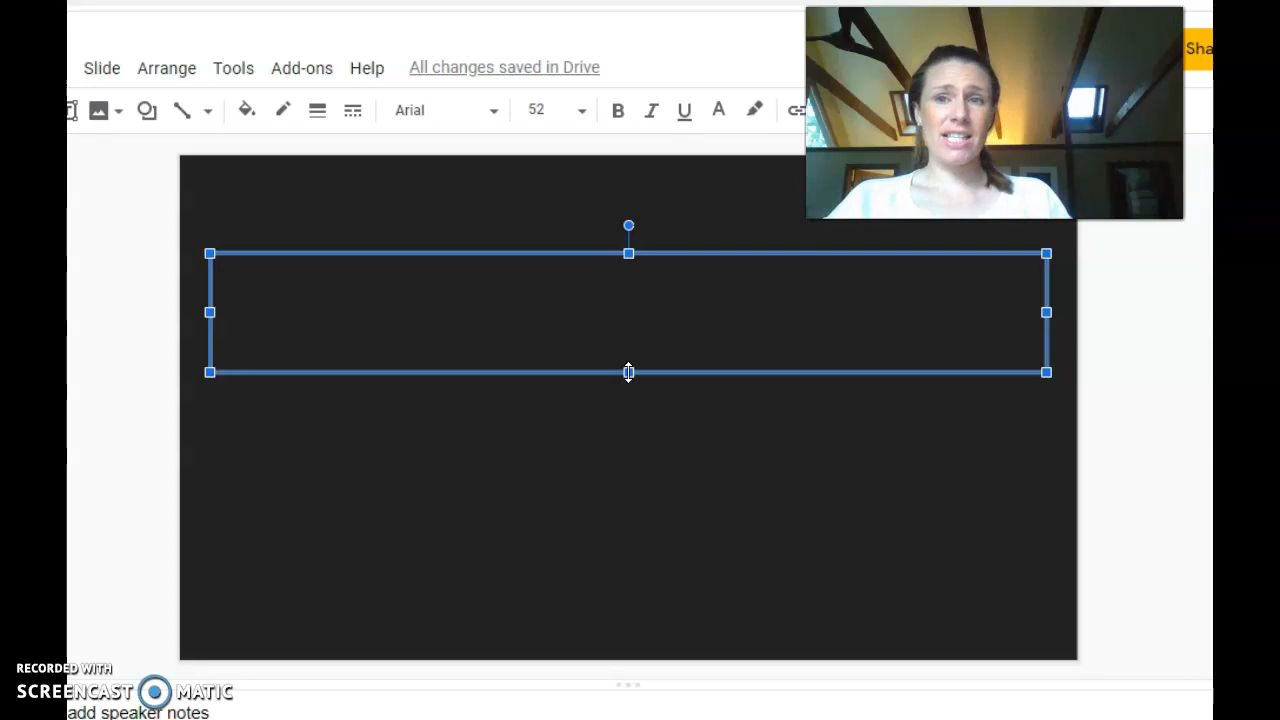 Sha
Slide Arrange Tools Add-ons Help All changes saved in Drive
Arial 52 B I U A
RECORDED WITH
SCREENCAST MATIC
add speaker notes